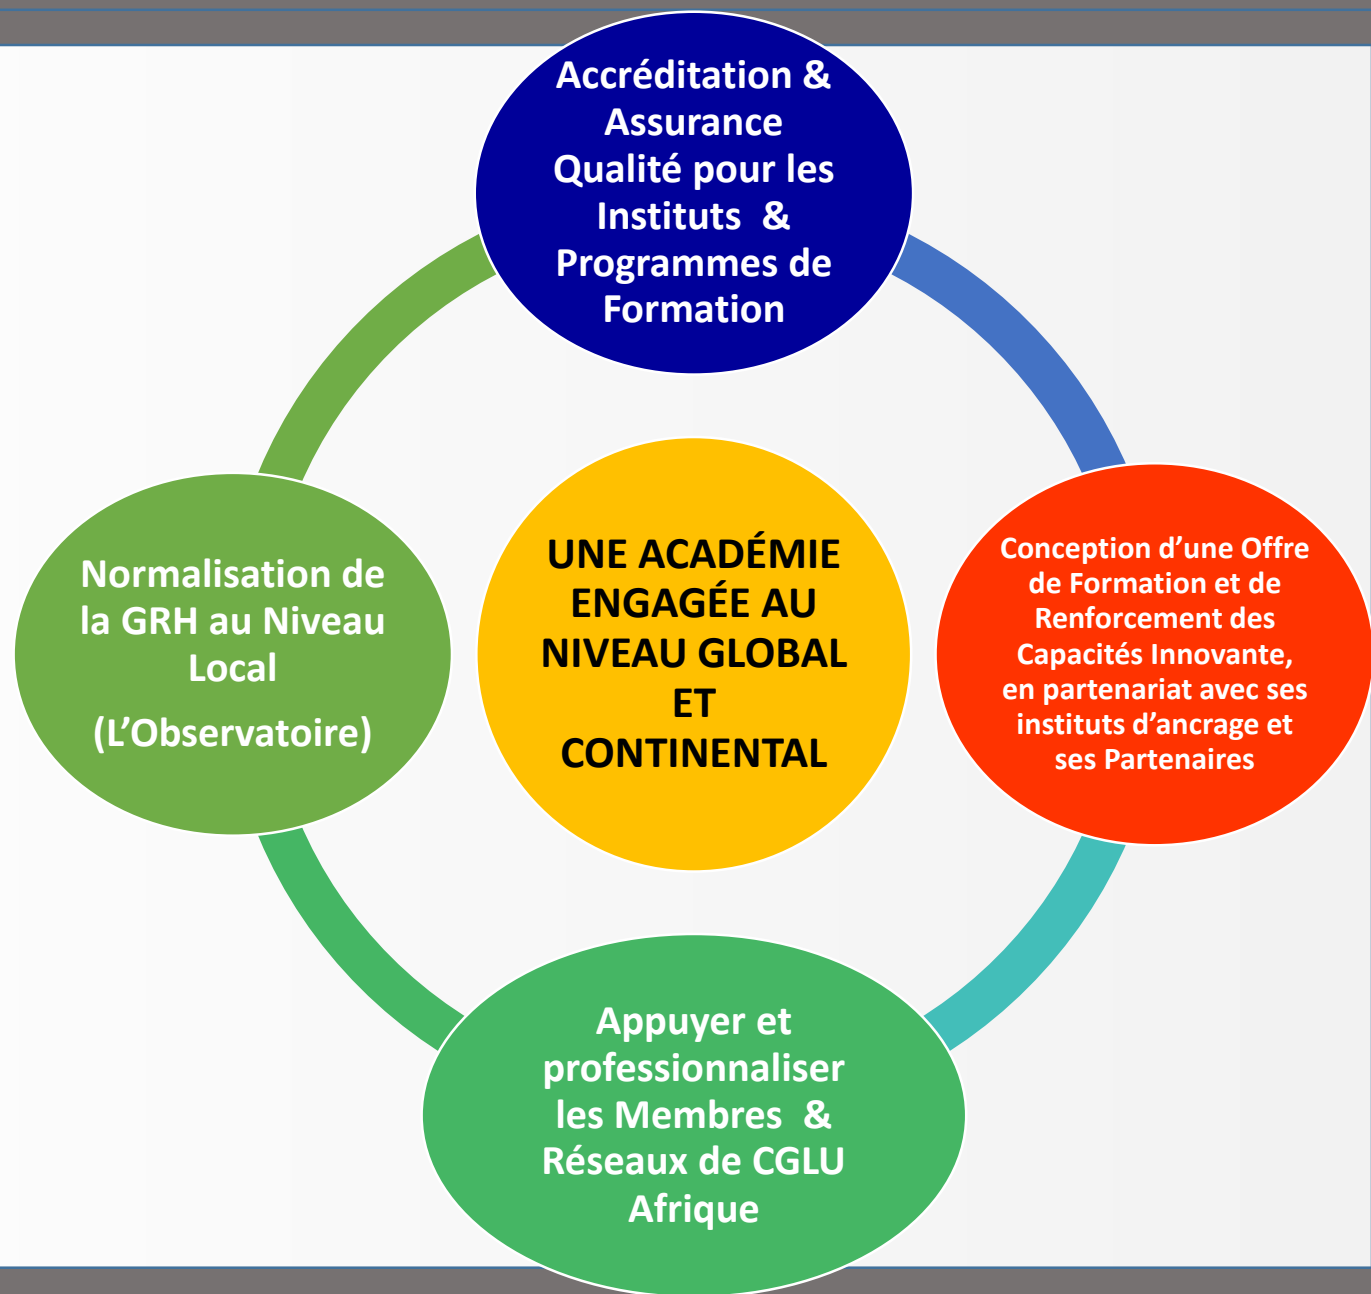 Accréditation &
Assurance
Qualité pour les
Instituts  &
Programmes de
Formation
Normalisation de
la GRH au Niveau
Local
(L'Observatoire)
UNE ACADÉMIE
ENGAGÉE AU
NIVEAU GLOBAL
ET
CONTINENTAL
Conception d'une Offre
de Formation et de
Renforcement des
Capacités Innovante,
en partenariat avec ses
instituts d'ancrage et
ses Partenaires
Appuyer et
professionnaliser
les Membres  &
Réseaux de CGLU
Afrique